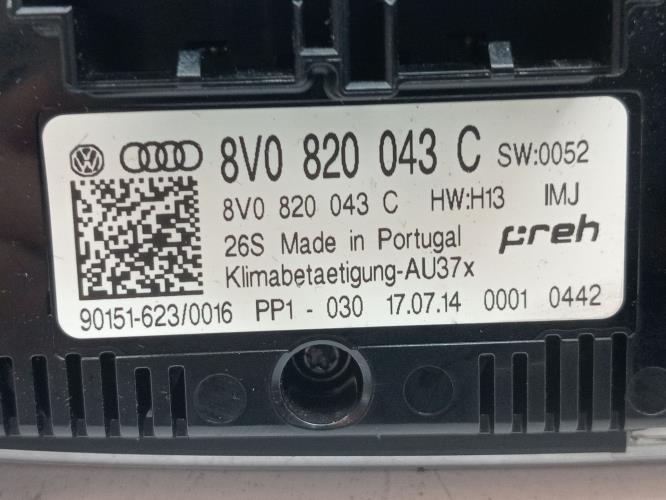 8V0 820 043 C SW:0052
8V0 820 043 C HW:H13 IMJ
26S Made in Portugal preh
Klimabetaetigung-AU37x
90151-623/0016 PP1 - 030 17.07.14 0001 0442